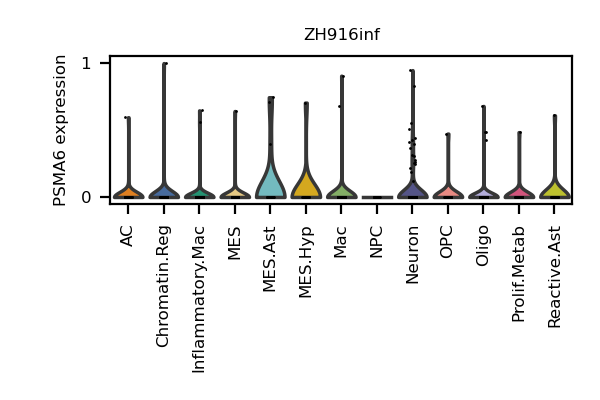 ZH916inf
PSMA6 expression
1
0
AC
Chromatin.Reg
Inflammatory.Mac
MES
MES.Ast
MES.Hyp
Mac
NPC
Neuron
OPC
Oligo
Prolif.Metab
Reactive.Ast